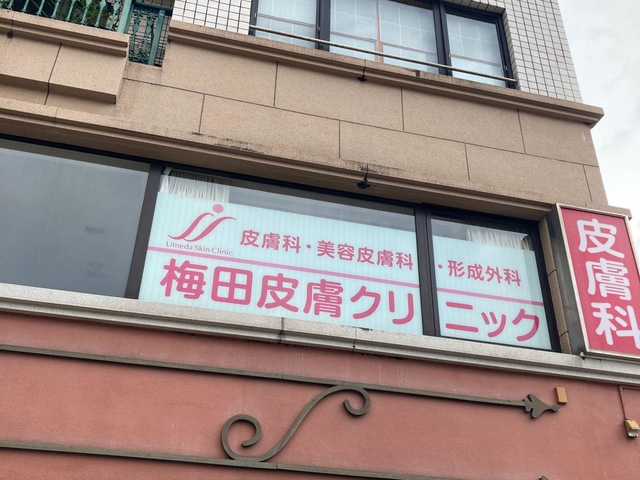 Umeda Skin Clinic
皮膚科・美容皮膚科・形成外科
梅田皮膚クリニック
皮膚科